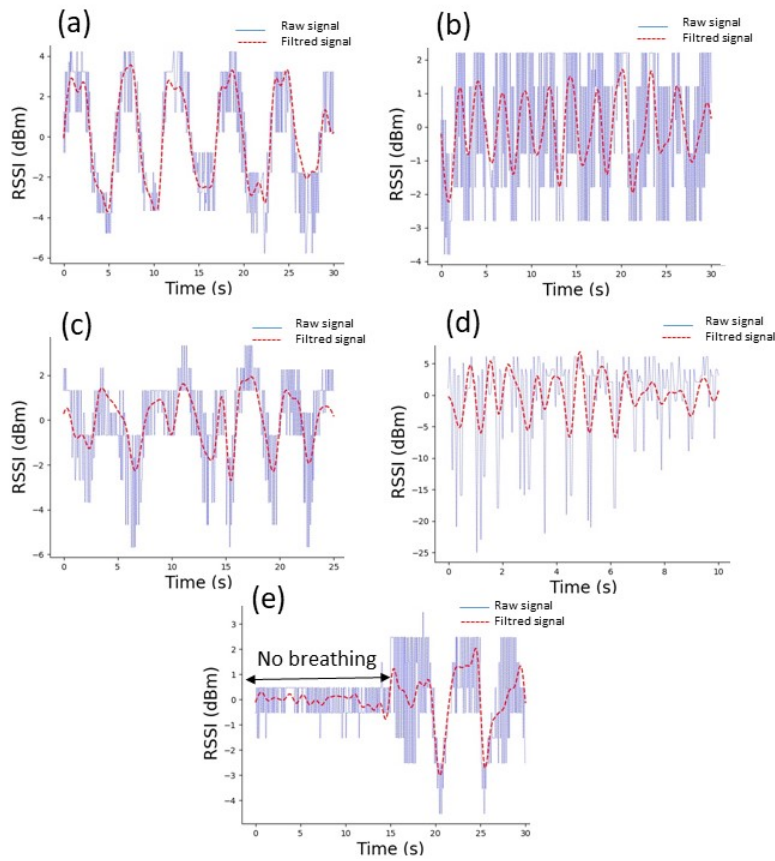 (a)
Raw signal
Filtred signal
RSSI (dBm)
4
2
0
−2
−4
−6
0 5 10 15 20 25 30
Time (s)
(b)
Raw signal
Filtred signal
RSSI (dBm)
2
1
0
−1
−2
−3
−4
0 5 10 15 20 25 30
Time (s)
(c)
Raw signal
Filtred signal
RSSI (dBm)
2
0
−2
−4
−6
0 5 10 15 20 25
Time (s)
(d)
Raw signal
Filtred signal
RSSI (dBm)
5
0
−5
−10
−15
−20
−25
0 2 4 6 8 10
Time (s)
(e)
Raw signal
Filtred signal
No breathing
RSSI (dBm)
3
2
1
0
−1
−2
−3
−4
0 5 10 15 20 25 30
Time (s)